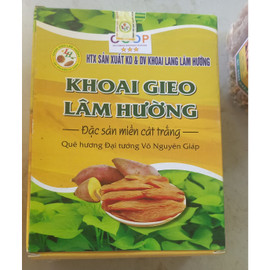 OCOP
HTX SẢN XUẤT KD & DV KHOAI LANG LÂM HƯỜNG
KHOAI GIEO
LÂM HƯỜNG
Đặc sản miền cát trắng
Quê hương Đại tướng Võ Nguyên Giáp